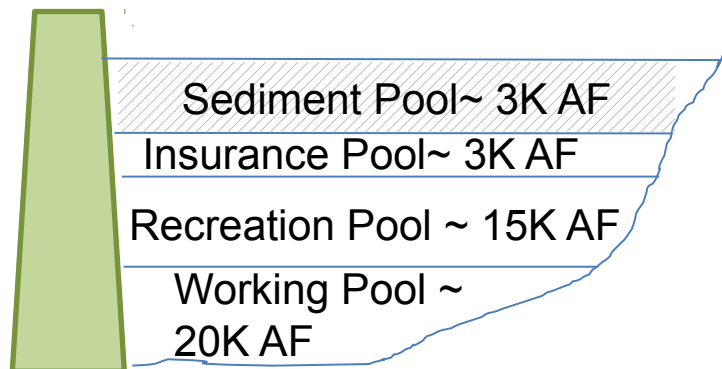 Sediment Pool~ 3K AF
Insurance Pool~ 3K AF
Recreation Pool ~ 15K AF
Working Pool ~
20K AF